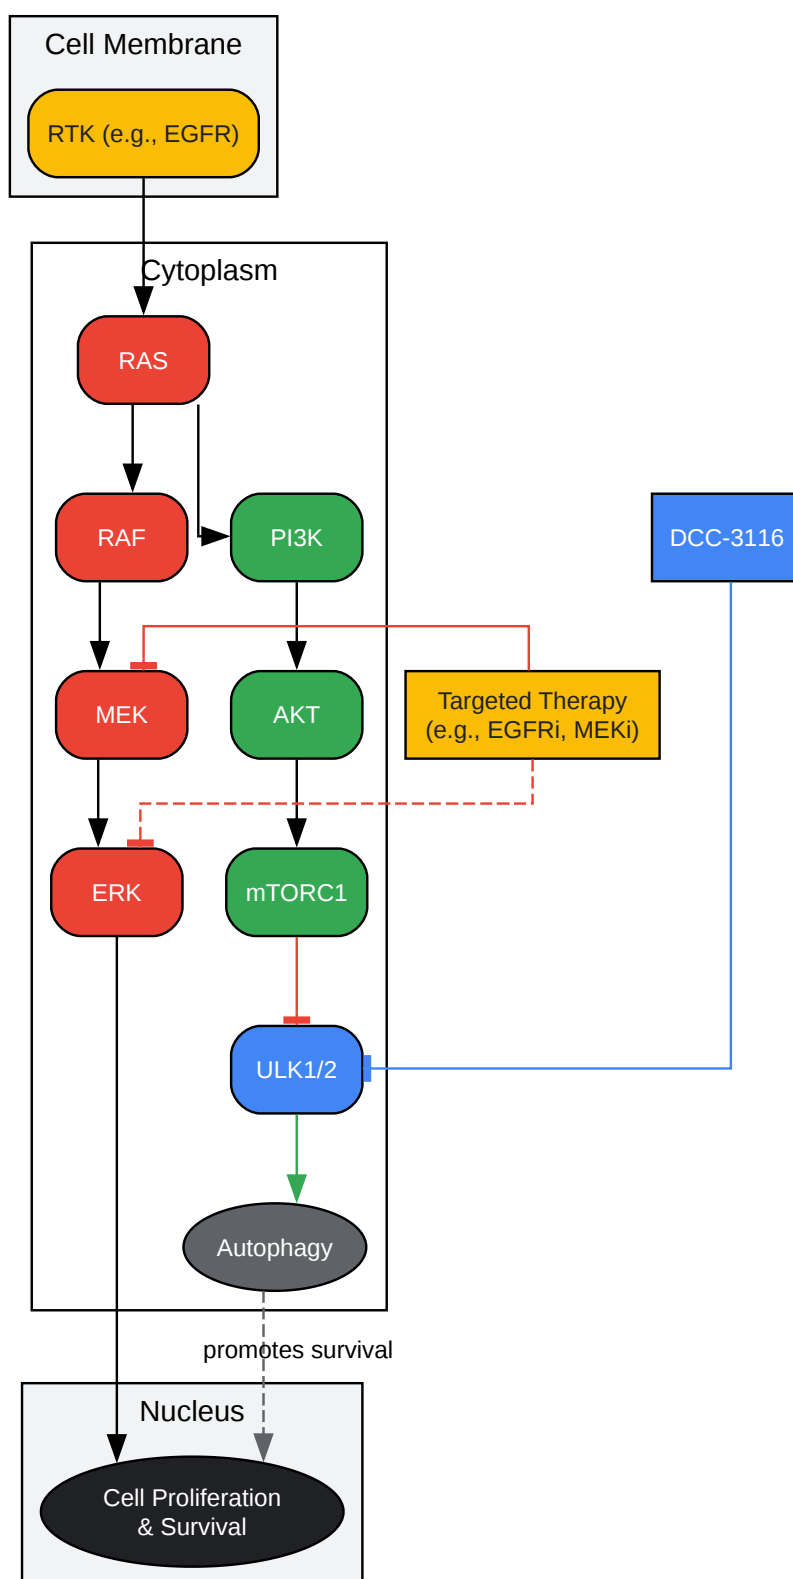 Cell Membrane
RTK (e.g., EGFR)
Cytoplasm
RAS
RAF
PI3K
DCC-3116
MEK
AKT
Targeted Therapy
(e.g., EGFRi, MEKi)
ERK
mTORC1
ULK1/2
Autophagy
promotes survival
Nucleus
Cell Proliferation
& Survival